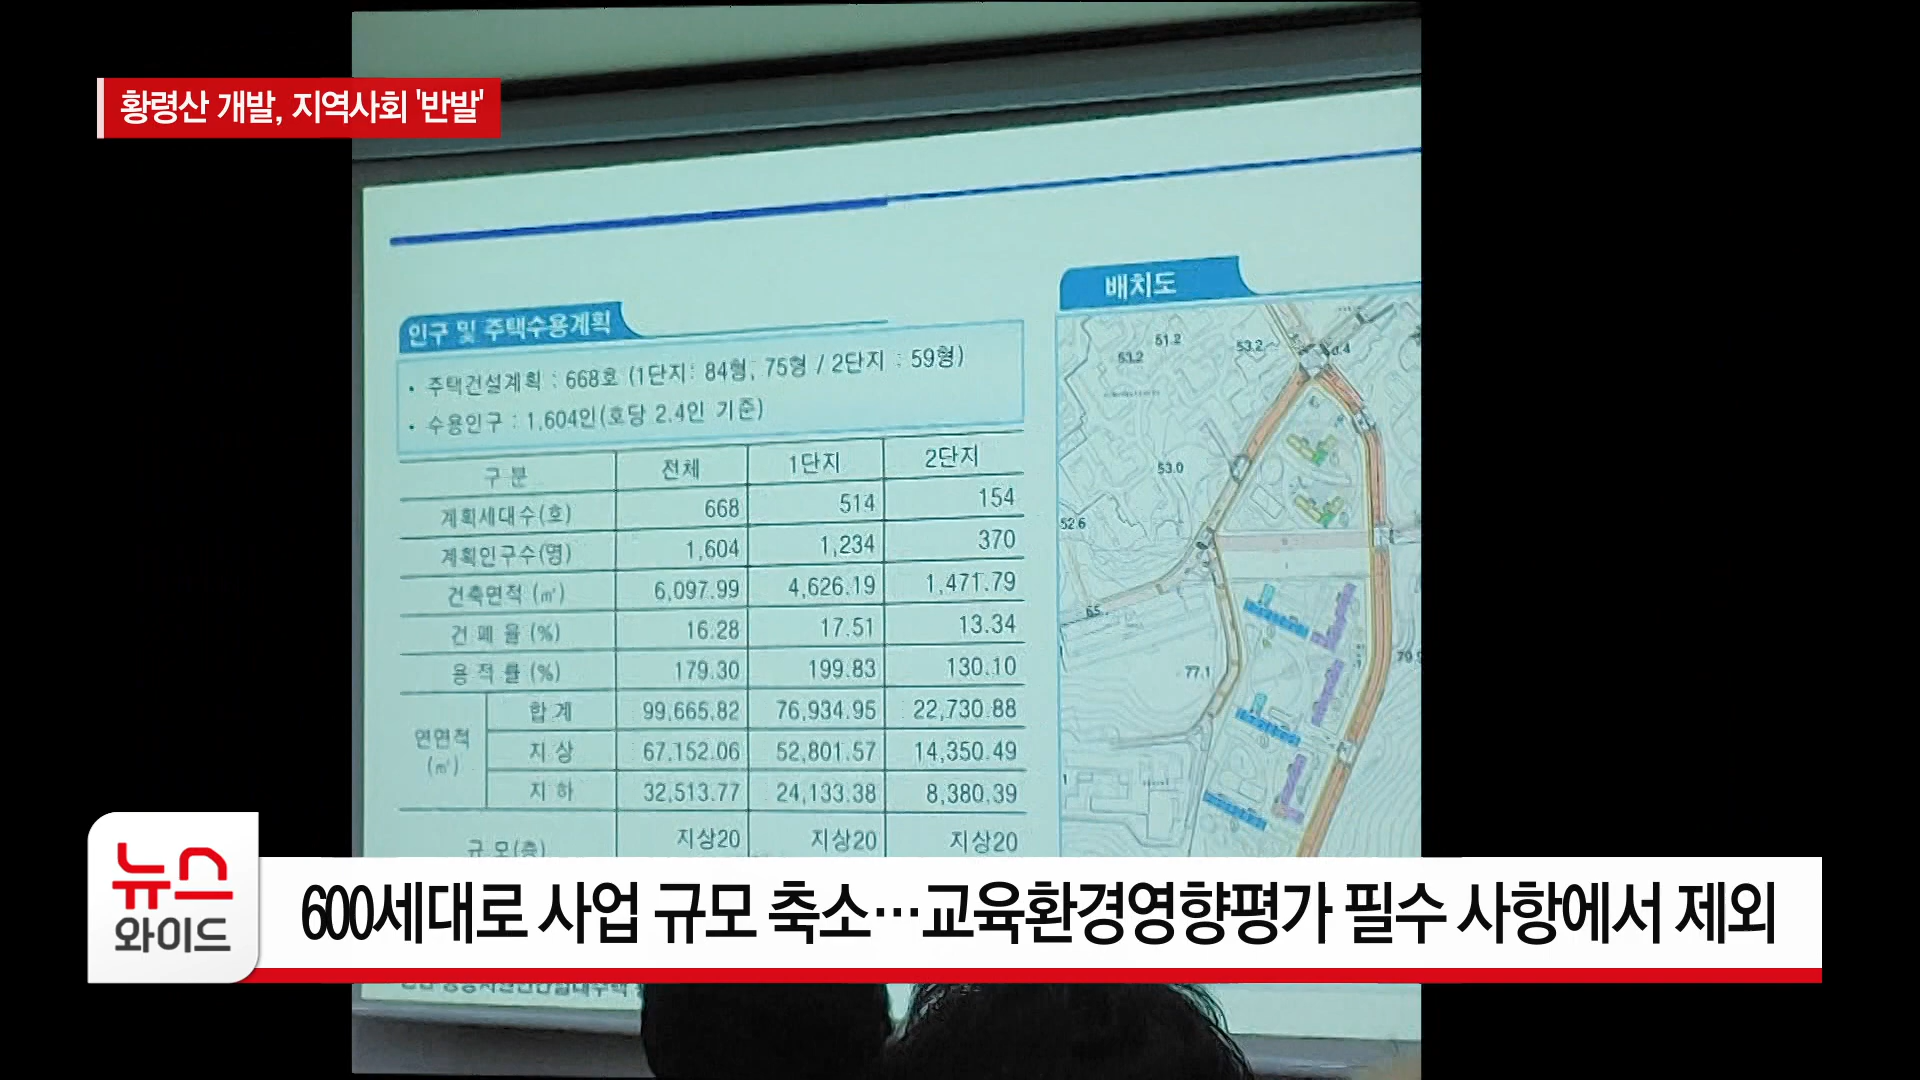 황령산 개발, 지역사회 '반발'
배치도
인구 및 주택수용계획
• 주택건설계획 : 668호 (1단지: 84형, 75형 / 2단지 : 59형)
• 수용인구 : 1,604인(호당 2.4인 기준)
구 분 전체 1단지 2단지
계획세대수(호) 668 514 154
계획인구수(명) 1,604 1,234 370
건축면적 (㎡) 6,097.99 4,626.19 1,471.79
건 폐 율 (%) 16.28 17.51 13.34
용 적 률 (%) 179.30 199.83 130.10
연면적 (㎡) 합 계 99,665.82 76,934.95 22,730.88
지 상 67,152.06 52,801.57 14,350.49
지 하 32,513.77 24,133.38 8,380.39
규 모(층) 지상20 지상20 지상20
51.2
53.2
53.2
53.0
52.6
65
77.1
뉴스
와이드
600세대로 사업 규모 축소…교육환경영향평가 필수 사항에서 제외